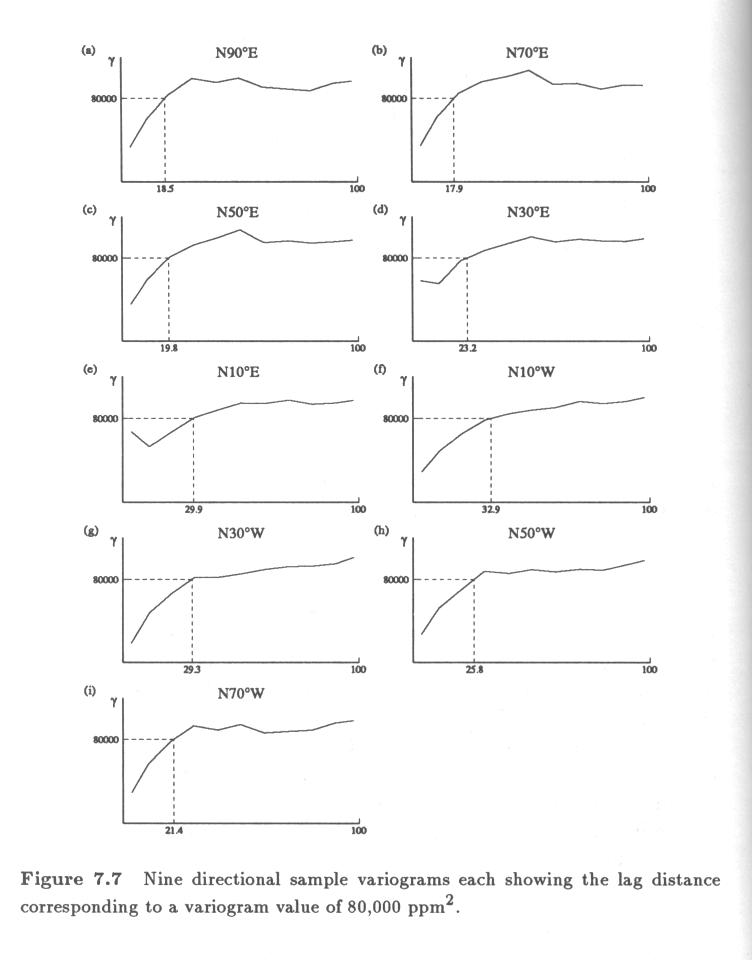 (a) N90°E
γ
80000
18.5 100
(b) N70°E
γ
80000
17.9 100
(c) N50°E
γ
80000
19.8 100
(d) N30°E
γ
80000
23.2 100
(e) N10°E
γ
80000
29.9 100
(f) N10°W
γ
80000
32.9 100
(g) N30°W
γ
80000
29.3 100
(h) N50°W
γ
80000
25.8 100
(i) N70°W
γ
80000
21.4 100
Figure 7.7 Nine directional sample variograms each showing the lag distance
corresponding to a variogram value of 80,000 ppm².